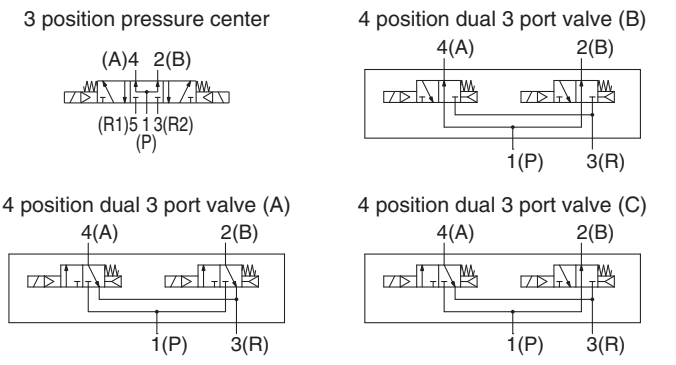 3 position pressure center
(A)4 2(B)
(R1)5 1 3(R2)
(P)
4 position dual 3 port valve (B)
4(A) 2(B)
1(P) 3(R)
4 position dual 3 port valve (A)
4(A) 2(B)
1(P) 3(R)
4 position dual 3 port valve (C)
4(A) 2(B)
1(P) 3(R)